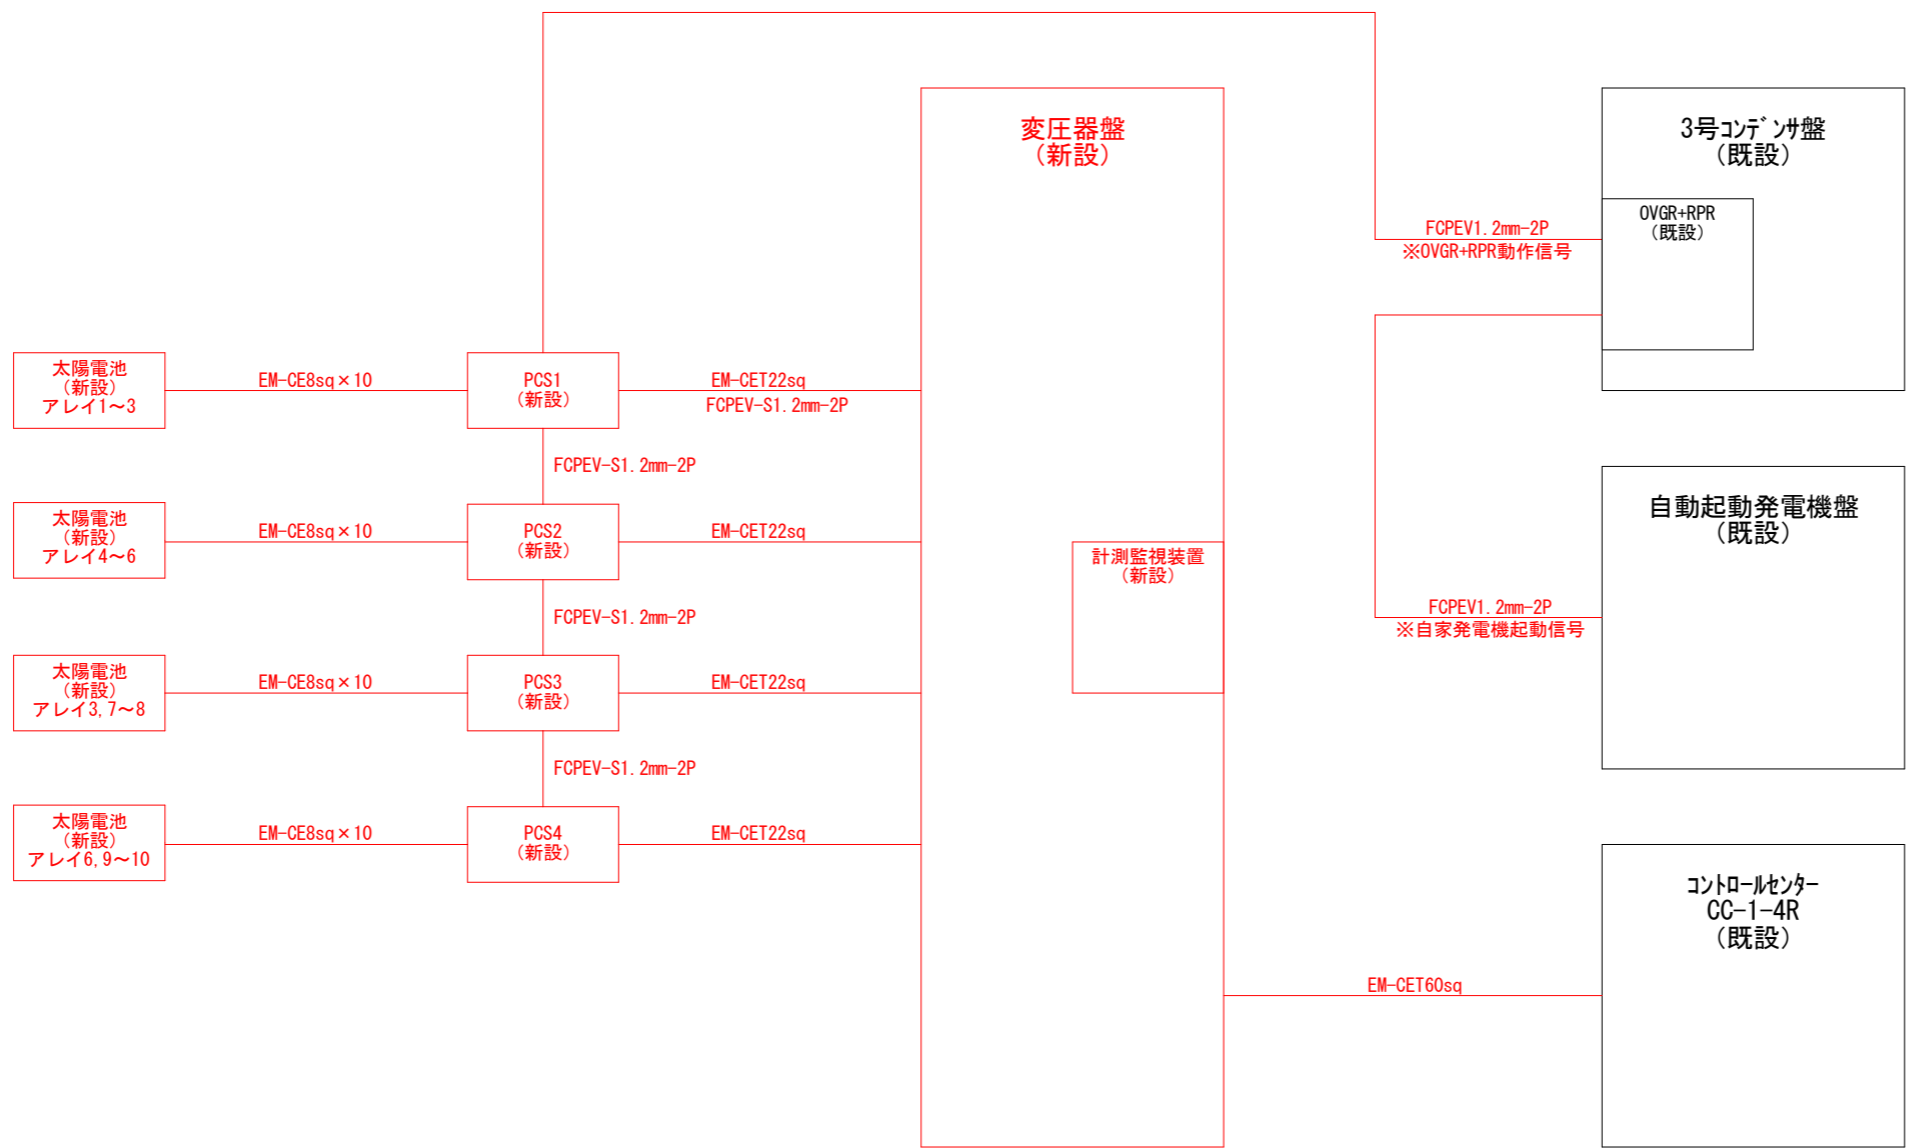 変圧器盤
（新設）
3号ｺﾝﾃﾞﾝｻ盤
（既設）
OVGR+RPR
（既設）
FCPEV1.2mm-2P
※OVGR+RPR動作信号
太陽電池
（新設）
アレイ1～3
EM-CE8sq×10
PCS1
（新設）
EM-CET22sq
FCPEV-S1.2mm-2P
FCPEV-S1.2mm-2P
太陽電池
（新設）
アレイ4～6
EM-CE8sq×10
PCS2
（新設）
EM-CET22sq
計測監視装置
（新設）
自動起動発電機盤
（既設）
FCPEV1.2mm-2P
※自家発電機起動信号
FCPEV-S1.2mm-2P
太陽電池
（新設）
アレイ3,7～8
EM-CE8sq×10
PCS3
（新設）
EM-CET22sq
FCPEV-S1.2mm-2P
太陽電池
（新設）
アレイ6,9～10
EM-CE8sq×10
PCS4
（新設）
EM-CET22sq
ｺﾝﾄﾛｰﾙｾﾝﾀｰ
CC-1-4R
（既設）
EM-CET60sq